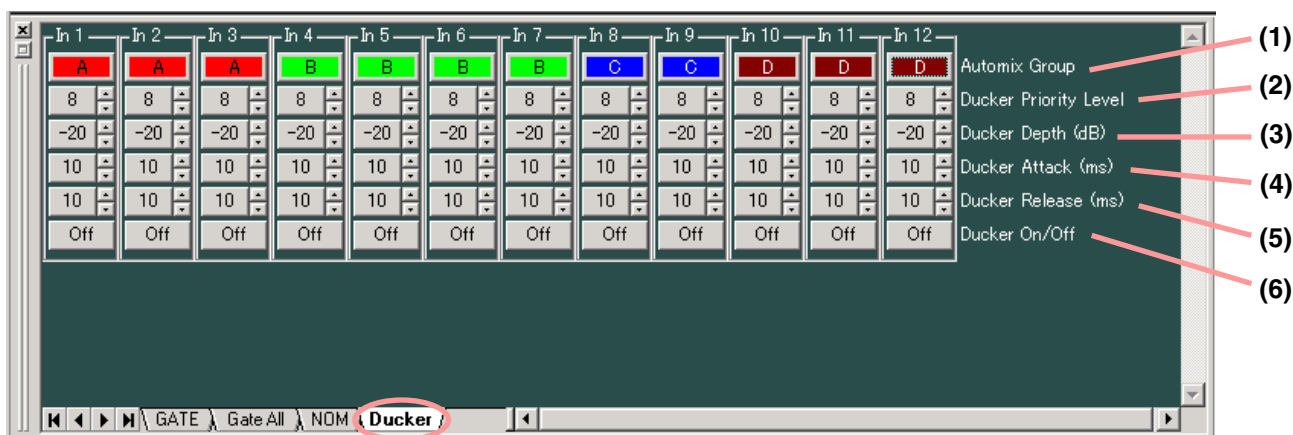 In 1 In 2 In 3 In 4 In 5 In 6 In 7 In 8 In 9 In 10 In 11 In 12
A A A B B B B C C D D D Automix Group (1)
8 8 8 8 8 8 8 8 8 8 8 8 Ducker Priority Level (2)
-20 -20 -20 -20 -20 -20 -20 -20 -20 -20 -20 -20 Ducker Depth (dB) (3)
10 10 10 10 10 10 10 10 10 10 10 10 Ducker Attack (ms) (4)
10 10 10 10 10 10 10 10 10 10 10 10 Ducker Release (ms) (5)
Off Off Off Off Off Off Off Off Off Off Off Off Ducker On/Off (6)
GATE Gate All NOM Ducker